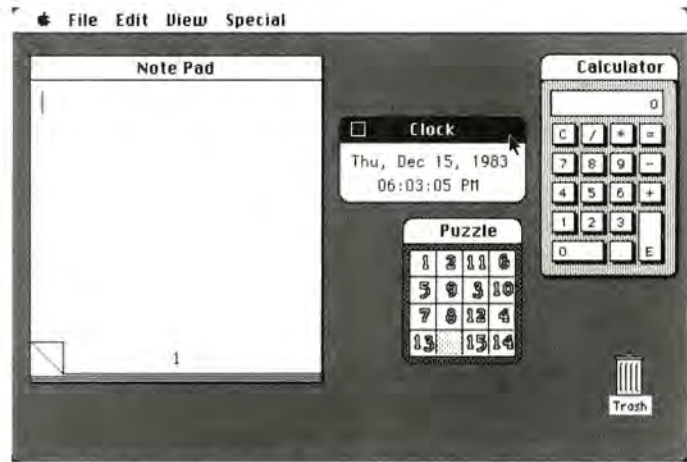 File Edit View Special
Note Pad
1
Clock
Thu, Dec 15, 1983
06:03:05 PM
Puzzle
1 2 11 6
5 9 3 10
7 8 12 4
13 15 14
Calculator
0
C / * =
7 8 9 -
4 5 6 +
1 2 3
0 . E
Trash